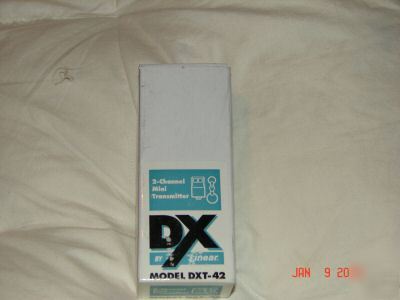 2-Channel
Mini
Transmitter
DX
BY Linear
MODEL DXT-42
JAN 9 20